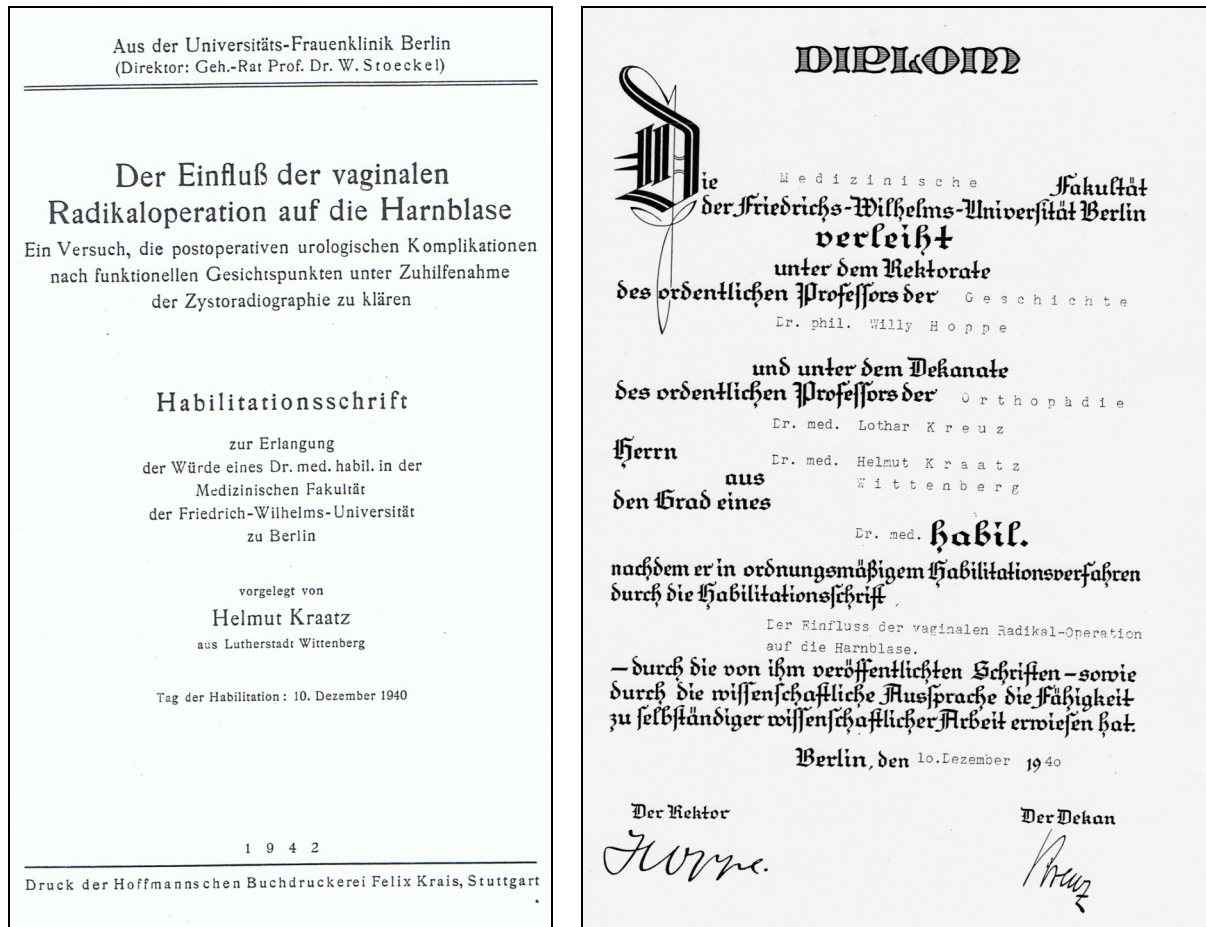 Aus der Universitäts-Frauenklinik Berlin
(Direktor: Geh.-Rat Prof. Dr. W. Stoeckel)
Der Einfluß der vaginalen
Radikaloperation auf die Harnblase
Ein Versuch, die postoperativen urologischen Komplikationen
nach funktionellen Gesichtspunkten unter Zuhilfenahme
der Zystoradiographie zu klären
Habilitationsschrift
zur Erlangung
der Würde eines Dr. med. habil. in der
Medizinischen Fakultät
der Friedrich-Wilhelms-Universität
zu Berlin
vorgelegt von
Helmut Kraatz
aus Lutherstadt Wittenberg
Tag der Habilitation: 10. Dezember 1940
1942
Druck der Hoffmannschen Buchdruckerei Felix Krais, Stuttgart
DIPLOM
Die Medizinische Fakultät
der Friedrichs-Wilhelms-Universität Berlin
verleiht
unter dem Rektorate
des ordentlichen Professors der Geschichte
Dr. phil. Willy Hoppe
und unter dem Dekanate
des ordentlichen Professors der Orthopädie
Dr. med. Lothar Kreuz
Herrn Dr. med. Helmut Kraatz
aus Wittenberg
den Grad eines
Dr. med. habil.
nachdem er in ordnungsmäßigem Habilitationsverfahren
durch die Habilitationsschrift
Der Einfluss der vaginalen Radikal-Operation
auf die Harnblase.
—durch die von ihm veröffentlichten Schriften—sowie
durch die wissenschaftliche Aussprache die Fähigkeit
zu selbständiger wissenschaftlicher Arbeit erwiesen hat.
Berlin, den 10.Dezember 1940
Der Rektor
Hoppe.
Der Dekan
Kreuz